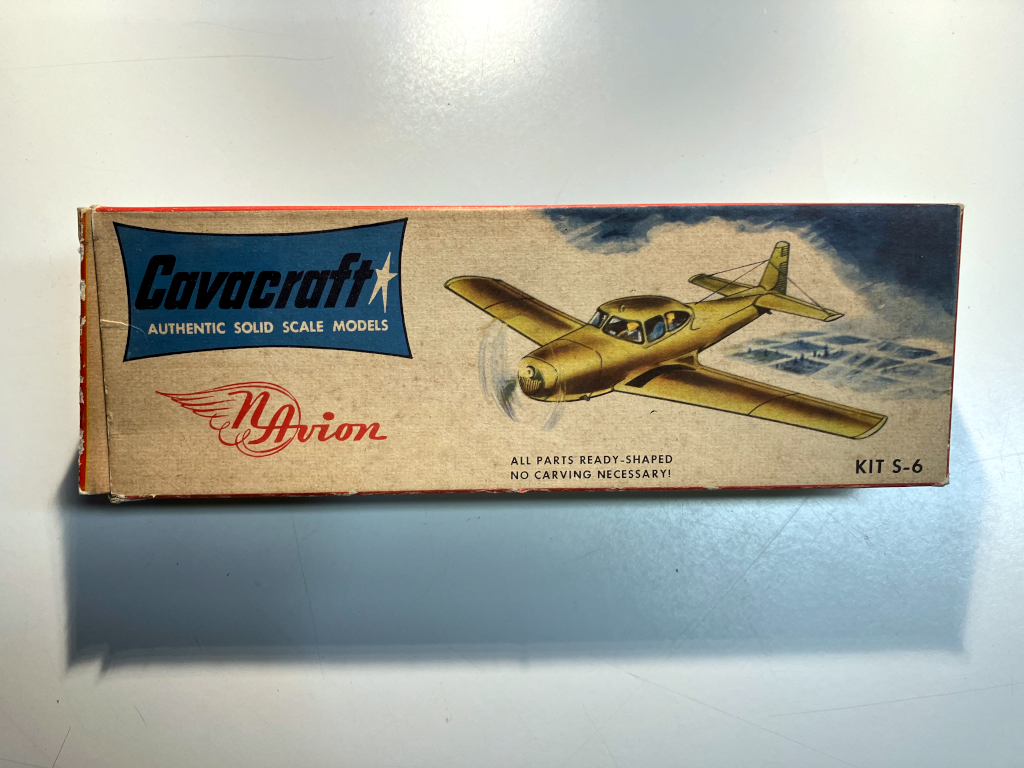 Cavacraft
AUTHENTIC SOLID SCALE MODELS
NAvion
ALL PARTS READY-SHAPED
NO CARVING NECESSARY!
KIT S-6